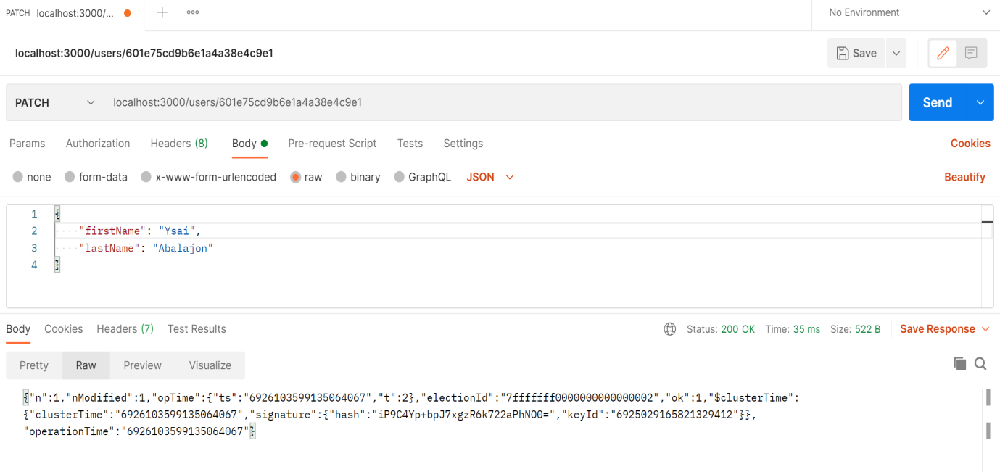 PATCH localhost:3000/... No Environment
localhost:3000/users/601e75cd9b6e1a4a38e4c9e1 Save
PATCH localhost:3000/users/601e75cd9b6e1a4a38e4c9e1 Send
Params Authorization Headers (8) Body Pre-request Script Tests Settings Cookies
none form-data x-www-form-urlencoded raw binary GraphQL JSON Beautify
1 {
2 ····"firstName": "Ysai",
3 ····"lastName": "Abalajon"
4 }
Body Cookies Headers (7) Test Results Status: 200 OK Time: 35 ms Size: 522 B Save Response
Pretty Raw Preview Visualize
{"n":1,"nModified":1,"opTime":{"ts":"6926103599135064067","t":2},"electionId":"7fffffff0000000000000002","ok":1,"$clusterTime":
{"clusterTime":"6926103599135064067","signature":{"hash":"iP9C4Yp+bpJ7xgzR6k722aPhNO0=","keyId":"6925029165821329412"}},
"operationTime":"6926103599135064067"}